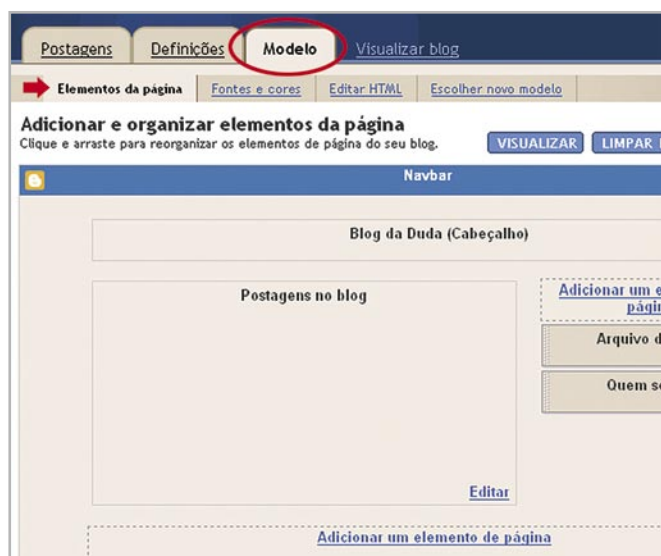 Postagens Definições Modelo Visualizar blog
Elementos da página Fontes e cores Editar HTML Escolher novo modelo
Adicionar e organizar elementos da página
Clique e arraste para reorganizar os elementos de página do seu blog.
VISUALIZAR LIMPAR
Navbar
Blog da Duda (Cabeçalho)
Postagens no blog
Adicionar um
Arquivo
Quem
Editar
Adicionar um elemento de página